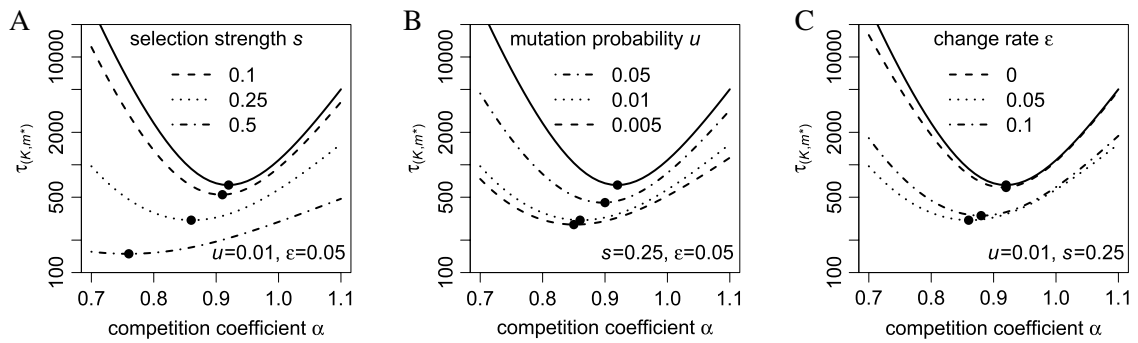 A
selection strength s
0.1
0.25
0.5
u=0.01, ε=0.05
100 500 2000 10000
τ(K,m*)
0.7 0.8 0.9 1.0 1.1
competition coefficient α
B
mutation probability u
0.05
0.01
0.005
s=0.25, ε=0.05
100 500 2000 10000
τ(K,m*)
0.7 0.8 0.9 1.0 1.1
competition coefficient α
C
change rate ε
0
0.05
0.1
u=0.01, s=0.25
100 500 2000 10000
τ(K,m*)
0.7 0.8 0.9 1.0 1.1
competition coefficient α